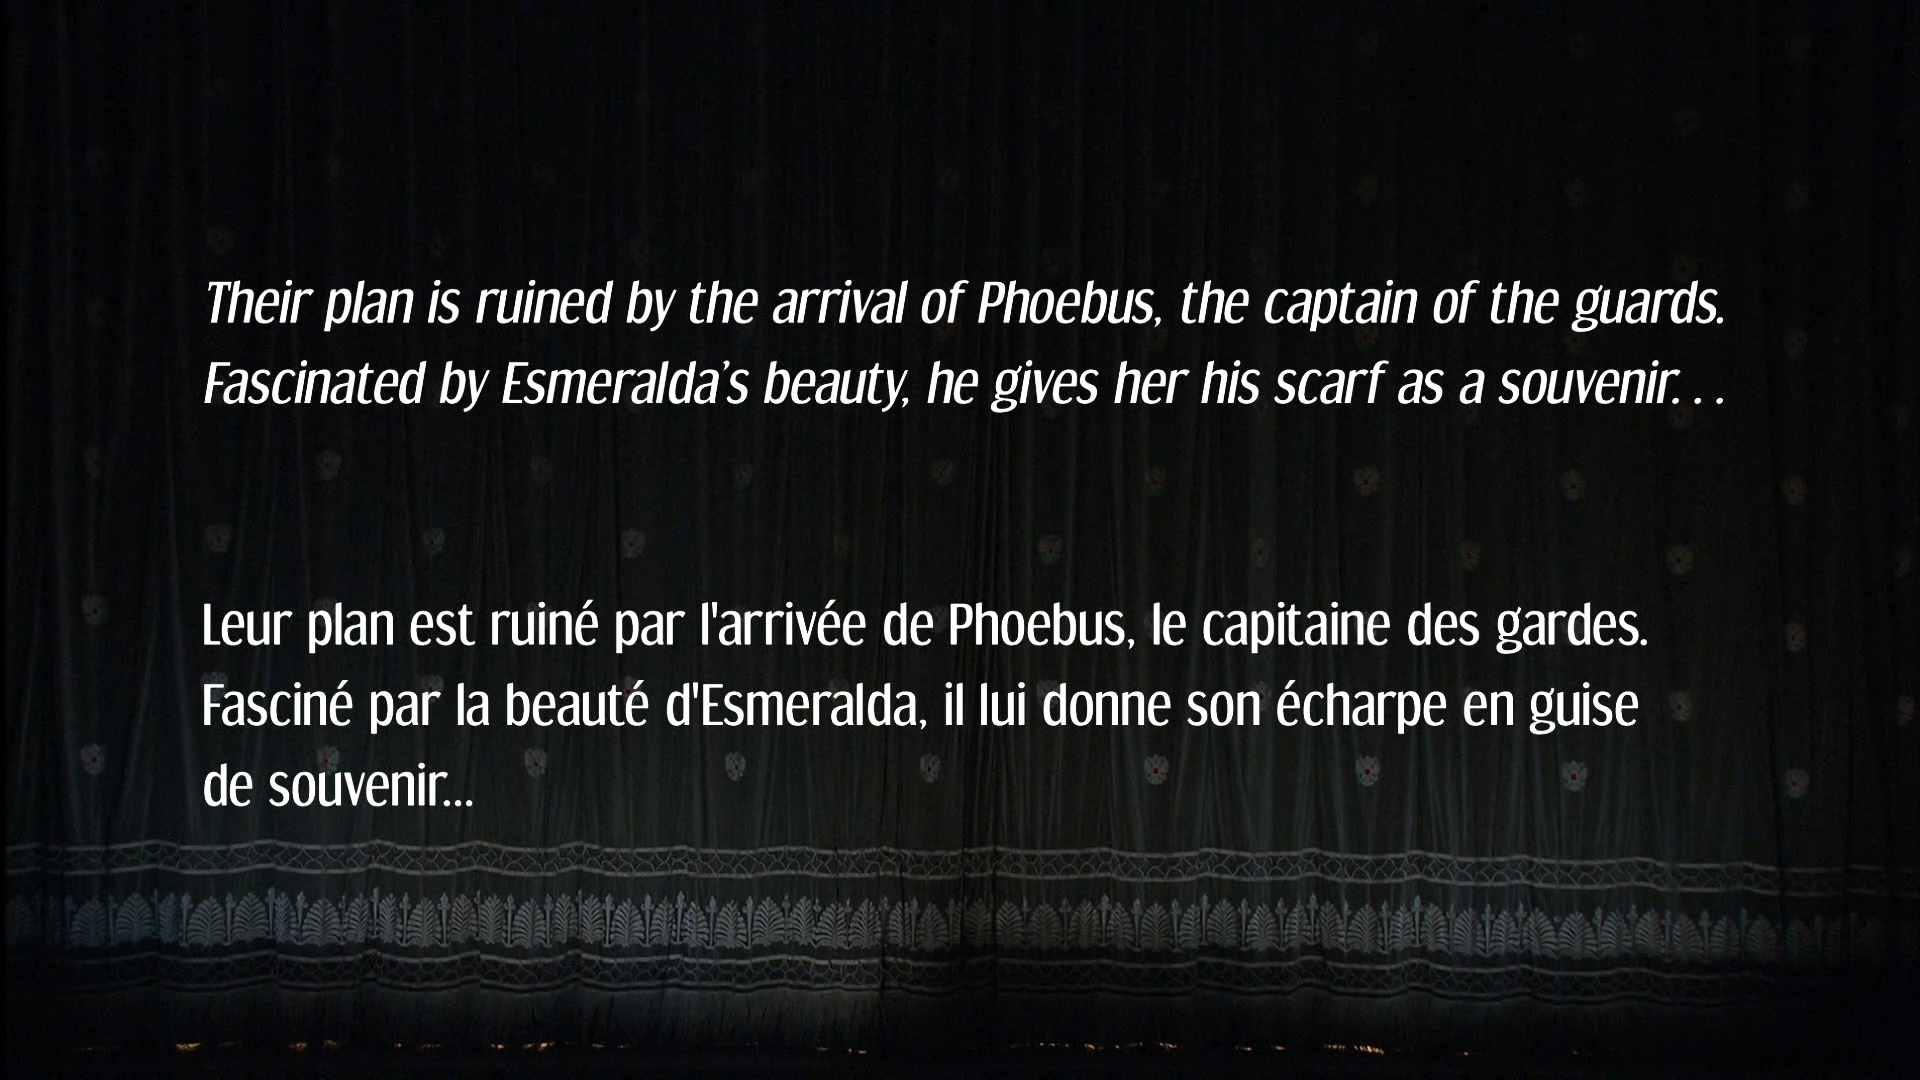 Their plan is ruined by the arrival of Phoebus, the captain of the guards.
Fascinated by Esmeralda’s beauty, he gives her his scarf as a souvenir. . .
Leur plan est ruiné par l'arrivée de Phoebus, le capitaine des gardes.
Fasciné par la beauté d'Esmeralda, il lui donne son écharpe en guise
de souvenir...